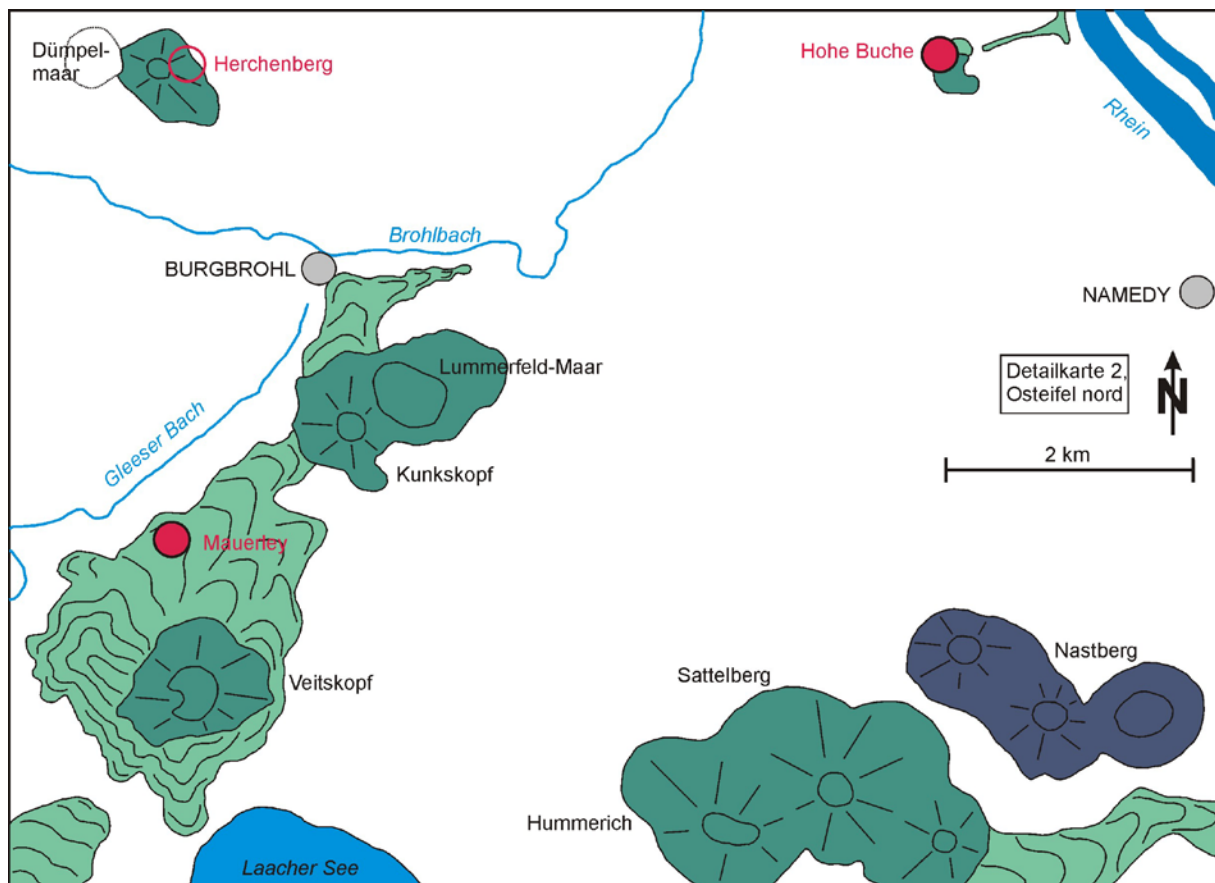 Dümpel-
maar
Herchenberg
Hohe Buche
Rhein
Brohlbach
BURGBROHL
NAMEDY
Lummerfeld-Maar
Detailkarte 2,
Osteifel nord
N
Gleeser Bach
2 km
Kunkskopf
Mauerley
Nastberg
Sattelberg
Veitskopf
Hummerich
Laacher See